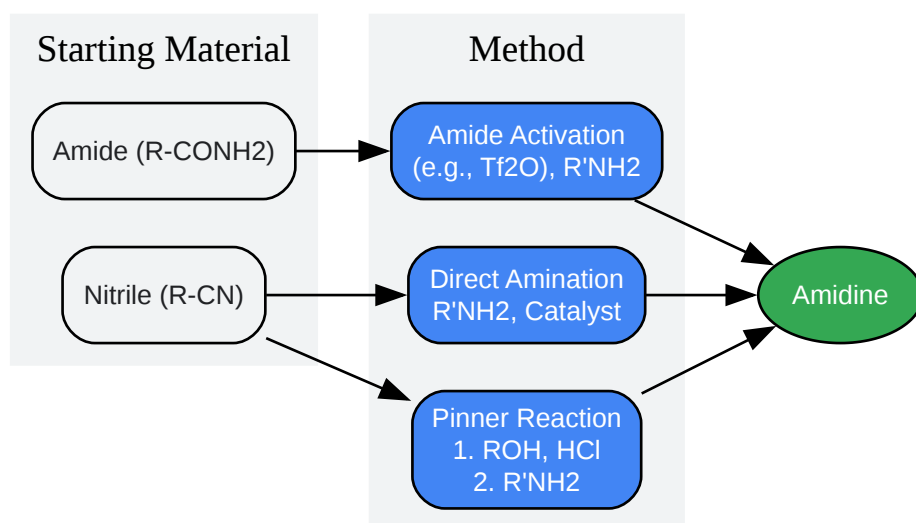 Starting Material
Method
Amide (R-CONH2)
Amide Activation
(e.g., Tf2O), R'NH2
Nitrile (R-CN)
Direct Amination
R'NH2, Catalyst
Amidine
Pinner Reaction
1. ROH, HCl
2. R'NH2